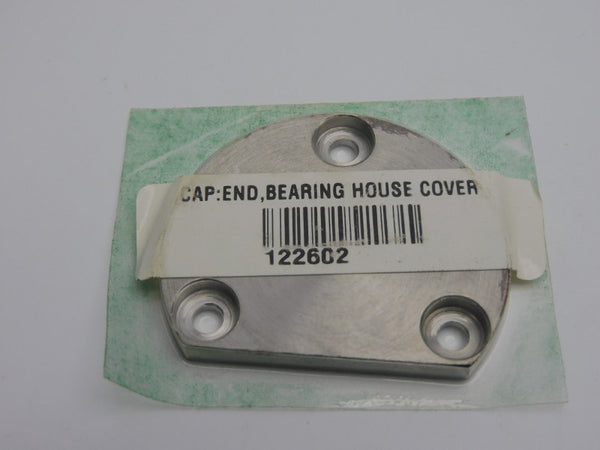 CAP:END,BEARING HOUSE COVER
122602